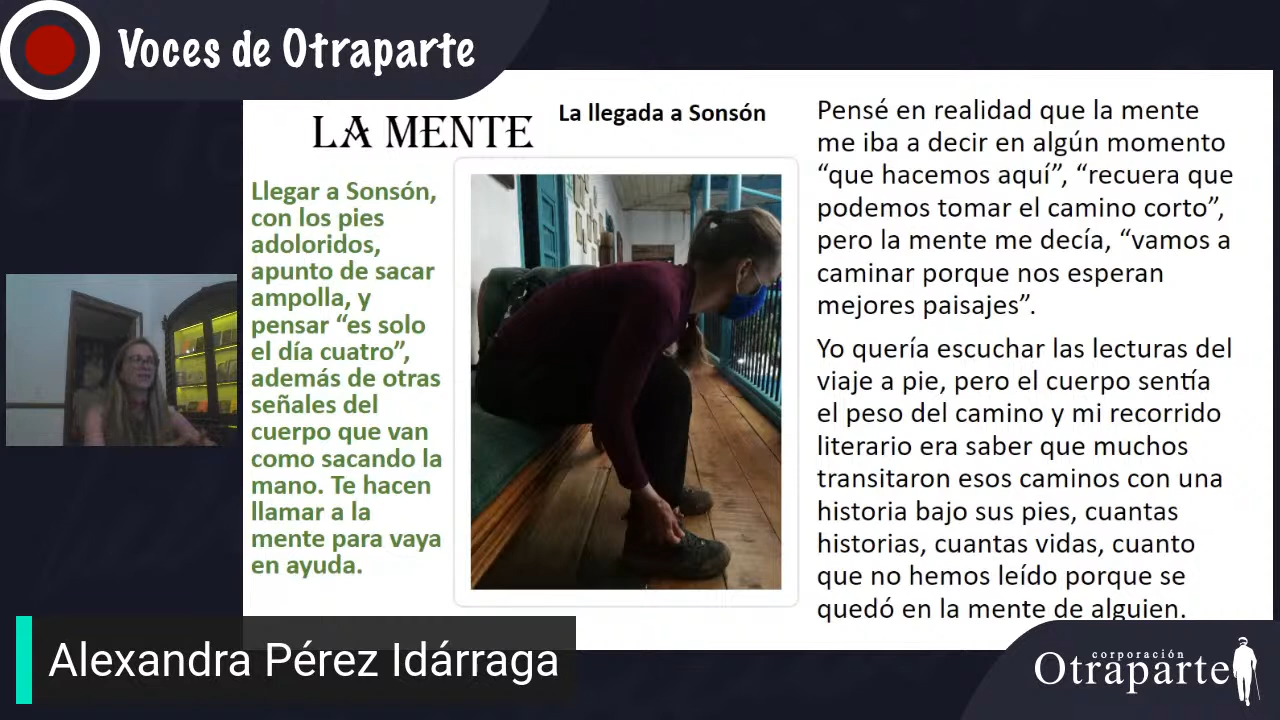 Voces de Otraparte
LA MENTE
La llegada a Sonsón
Llegar a Sonsón,
con los pies
adoloridos,
apunto de sacar
ampolla, y
pensar “es solo
el día cuatro”,
además de otras
señales del
cuerpo que van
como sacando la
mano. Te hacen
llamar a la
mente para vaya
en ayuda.
Pensé en realidad que la mente
me iba a decir en algún momento
“que hacemos aquí”, “recuera que
podemos tomar el camino corto”,
pero la mente me decía, “vamos a
caminar porque nos esperan
mejores paisajes”.
Yo quería escuchar las lecturas del
viaje a pie, pero el cuerpo sentía
el peso del camino y mi recorrido
literario era saber que muchos
transitaron esos caminos con una
historia bajo sus pies, cuantas
historias, cuantas vidas, cuanto
que no hemos leído porque se
quedó en la mente de alguien.
Alexandra Pérez Idárraga
corporación
Otraparte